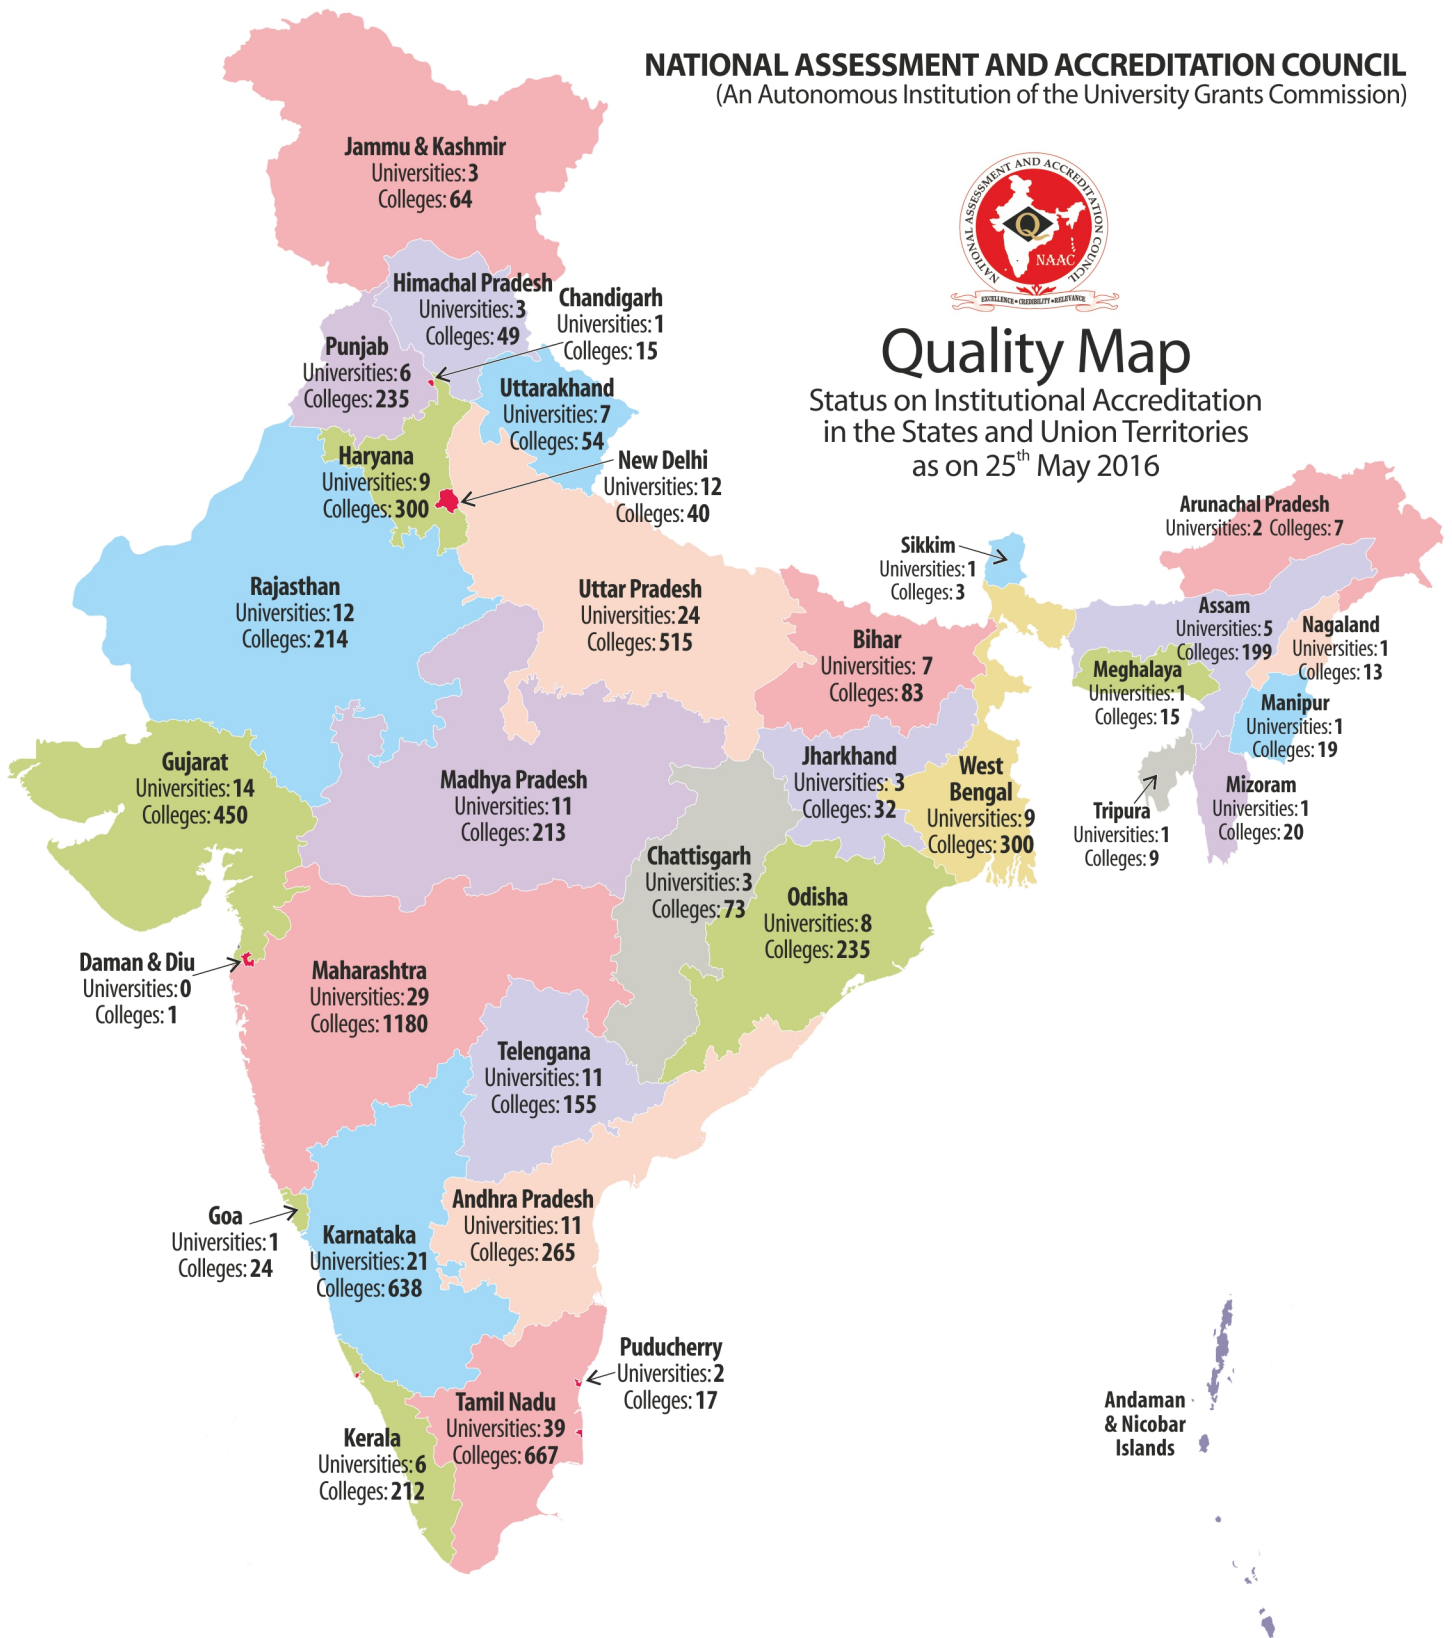 NATIONAL ASSESSMENT AND ACCREDITATION COUNCIL
(An Autonomous Institution of the University Grants Commission)
NATIONAL ASSESSMENT AND ACCREDITATION COUNCIL
Q
NAAC
EXCELLENCE • CREDIBILITY • RELEVANCE
Quality Map
Status on Institutional Accreditation
in the States and Union Territories
as on 25th May 2016
Jammu & Kashmir
Universities: 3
Colleges: 64
Himachal Pradesh
Universities: 3
Colleges: 49
Chandigarh
Universities: 1
Colleges: 15
Punjab
Universities: 6
Colleges: 235
Uttarakhand
Universities: 7
Colleges: 54
Haryana
Universities: 9
Colleges: 300
New Delhi
Universities: 12
Colleges: 40
Arunachal Pradesh
Universities: 2 Colleges: 7
Sikkim
Universities: 1
Colleges: 3
Rajasthan
Universities: 12
Colleges: 214
Uttar Pradesh
Universities: 24
Colleges: 515
Bihar
Universities: 7
Colleges: 83
Assam
Universities: 5
Colleges: 199
Nagaland
Universities: 1
Colleges: 13
Meghalaya
Universities: 1
Colleges: 15
Manipur
Universities: 1
Colleges: 19
Gujarat
Universities: 14
Colleges: 450
Madhya Pradesh
Universities: 11
Colleges: 213
Jharkhand
Universities: 3
Colleges: 32
West
Bengal
Universities: 9
Colleges: 300
Tripura
Universities: 1
Colleges: 9
Mizoram
Universities: 1
Colleges: 20
Chattisgarh
Universities: 3
Colleges: 73
Odisha
Universities: 8
Colleges: 235
Daman & Diu
Universities: 0
Colleges: 1
Maharashtra
Universities: 29
Colleges: 1180
Telengana
Universities: 11
Colleges: 155
Goa
Universities: 1
Colleges: 24
Karnataka
Universities: 21
Colleges: 638
Andhra Pradesh
Universities: 11
Colleges: 265
Puducherry
Universities: 2
Colleges: 17
Tamil Nadu
Universities: 39
Colleges: 667
Kerala
Universities: 6
Colleges: 212
Andaman
& Nicobar
Islands